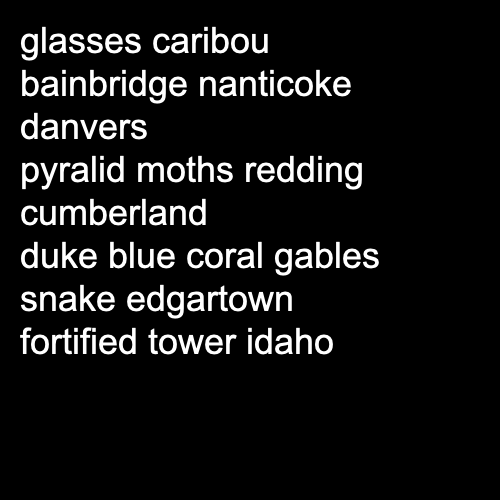 glasses caribou
bainbridge nanticoke
danvers
pyralid moths redding
cumberland
duke blue coral gables
snake edgartown
fortified tower idaho